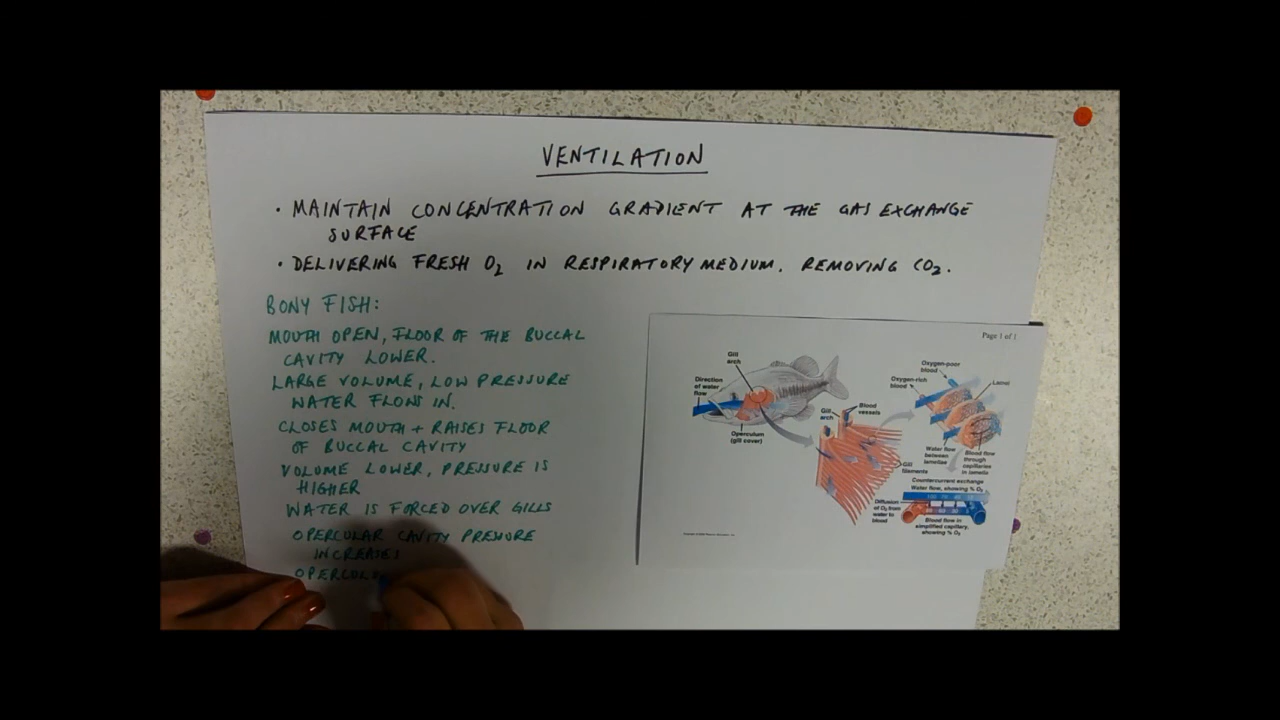 VENTILATION
· MAINTAIN CONCENTRATION GRADIENT AT THE GAS EXCHANGE
SURFACE
· DELIVERING FRESH O₂ IN RESPIRATORY MEDIUM. REMOVING CO₂.
BONY FISH:
MOUTH OPEN, FLOOR OF THE BUCCAL
CAVITY LOWER.
LARGE VOLUME, LOW PRESSURE
WATER FLOWS IN.
CLOSES MOUTH + RAISES FLOOR
OF BUCCAL CAVITY
VOLUME LOWER, PRESSURE IS
HIGHER
WATER IS FORCED OVER GILLS
OPERCULAR CAVITY PRESSURE
INCREASES
OPERCUL
Page 1 of 1
Gill
arch
Direction
of water
flow
Operculum
(gill cover)
Gill
arch
Blood
vessels
Gill
filaments
Oxygen-poor
blood
Oxygen-rich
blood
Water flow
between
lamellae
Blood flow
through
capillaries
in lamella
Countercurrent exchange
Water flow, showing % O₂
Diffusion
of O₂ from
water to
blood
Blood flow in
simplified capillary,
showing % O₂